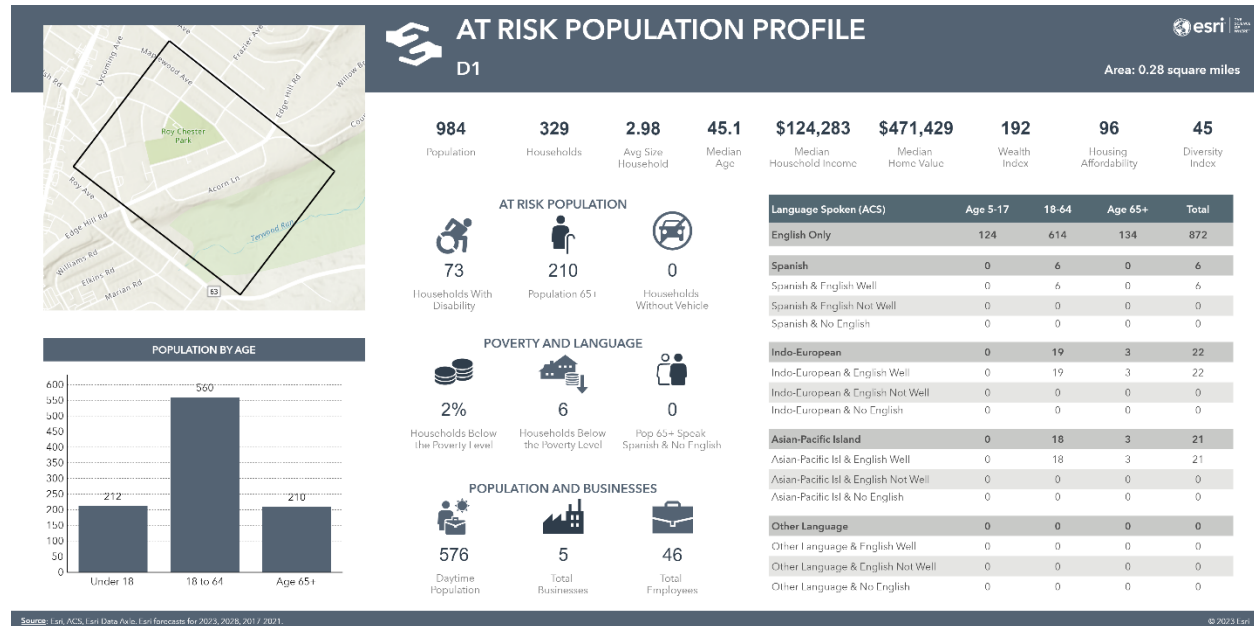 AT RISK POPULATION PROFILE
D1
esri
THE SCIENCE OF WHERE®
Area: 0.28 square miles
Lycoming Ave
Maplewood Ave
Frazier Ave
Edge Hill Rd
Willow
sh Rd
Roy Chester
Park
Acorn Ln
Roy Ave
Edge Hill Rd
Terwood Run
Williams Rd
Elkins Rd
Marian Rd
63
984
Population
329
Households
2.98
Avg Size
Household
45.1
Median
Age
$124,283
Median
Household Income
$471,429
Median
Home Value
192
Wealth
Index
96
Housing
Affordability
45
Diversity
Index
AT RISK POPULATION
73
Households With
Disability
210
Population 65+
0
Households
Without Vehicle
POVERTY AND LANGUAGE
2%
Households Below
the Poverty Level
6
Households Below
the Poverty Level
0
Pop 65+ Speak
Spanish & No English
POPULATION AND BUSINESSES
576
Daytime
Population
5
Total
Businesses
46
Total
Employees
POPULATION BY AGE
600
550
500
450
400
350
300
250
200
150
100
50
0
212
560
210
Under 18 18 to 64 Age 65+
Language Spoken (ACS) Age 5-17 18-64 Age 65+ Total
English Only 124 614 134 872
Spanish 0 6 0 6
Spanish & English Well 0 6 0 6
Spanish & English Not Well 0 0 0 0
Spanish & No English 0 0 0 0
Indo-European 0 19 3 22
Indo-European & English Well 0 19 3 22
Indo-European & English Not Well 0 0 0 0
Indo-European & No English 0 0 0 0
Asian-Pacific Island 0 18 3 21
Asian-Pacific Isl & English Well 0 18 3 21
Asian-Pacific Isl & English Not Well 0 0 0 0
Asian-Pacific Isl & No English 0 0 0 0
Other Language 0 0 0 0
Other Language & English Well 0 0 0 0
Other Language & English Not Well 0 0 0 0
Other Language & No English 0 0 0 0
Source: Esri, ACS, Esri-Data Axle. Esri forecasts for 2023, 2028, 2017-2021.
© 2023 Esri